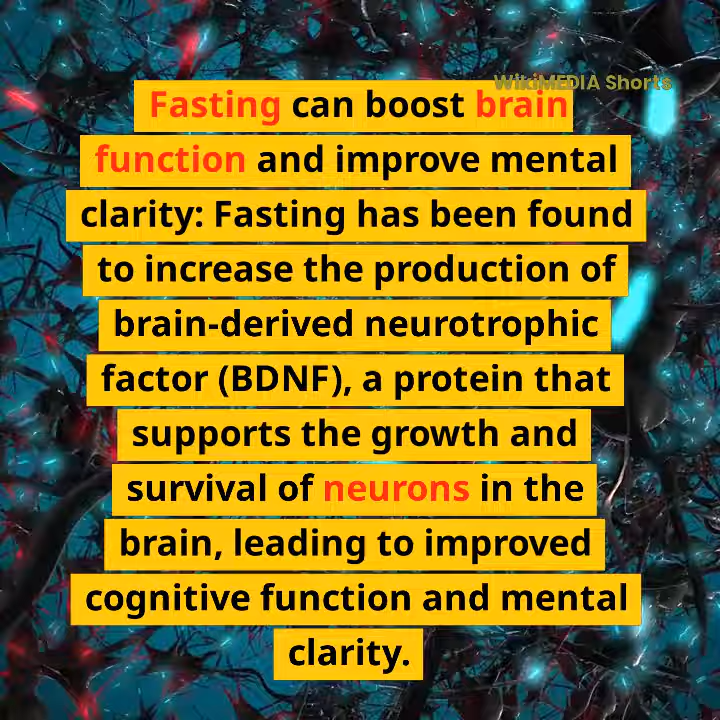 WikiMEDIA Shorts
Fasting can boost brain
function and improve mental
clarity: Fasting has been found
to increase the production of
brain-derived neurotrophic
factor (BDNF), a protein that
supports the growth and
survival of neurons in the
brain, leading to improved
cognitive function and mental
clarity.